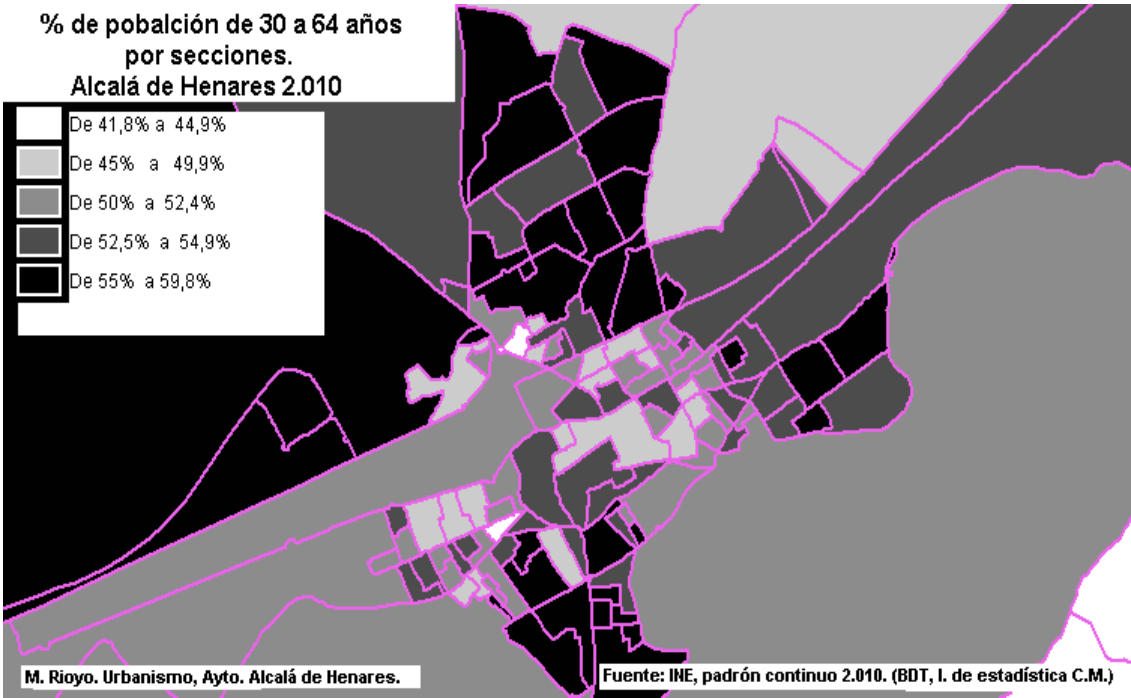 % de pobalción de 30 a 64 años
por secciones.
Alcalá de Henares 2.010
De 41,8% a 44,9%
De 45% a 49,9%
De 50% a 52,4%
De 52,5% a 54,9%
De 55% a 59,8%
M. Rioyo. Urbanismo, Ayto. Alcalá de Henares.
Fuente: INE, padrón continuo 2.010. (BDT, I. de estadística C.M.)